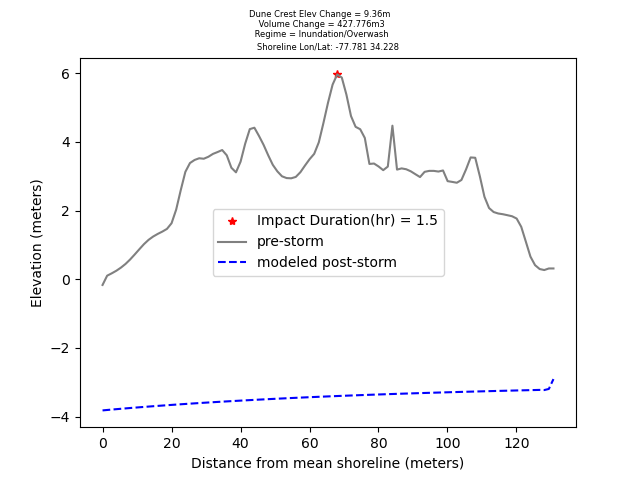 Dune Crest Elev Change = 9.36m
Volume Change = 427.776m3
Regime = Inundation/Overwash
Shoreline Lon/Lat: -77.781 34.228
6
4
2
0
−2
−4
Elevation (meters)
Impact Duration(hr) = 1.5
pre-storm
modeled post-storm
0 20 40 60 80 100 120
Distance from mean shoreline (meters)